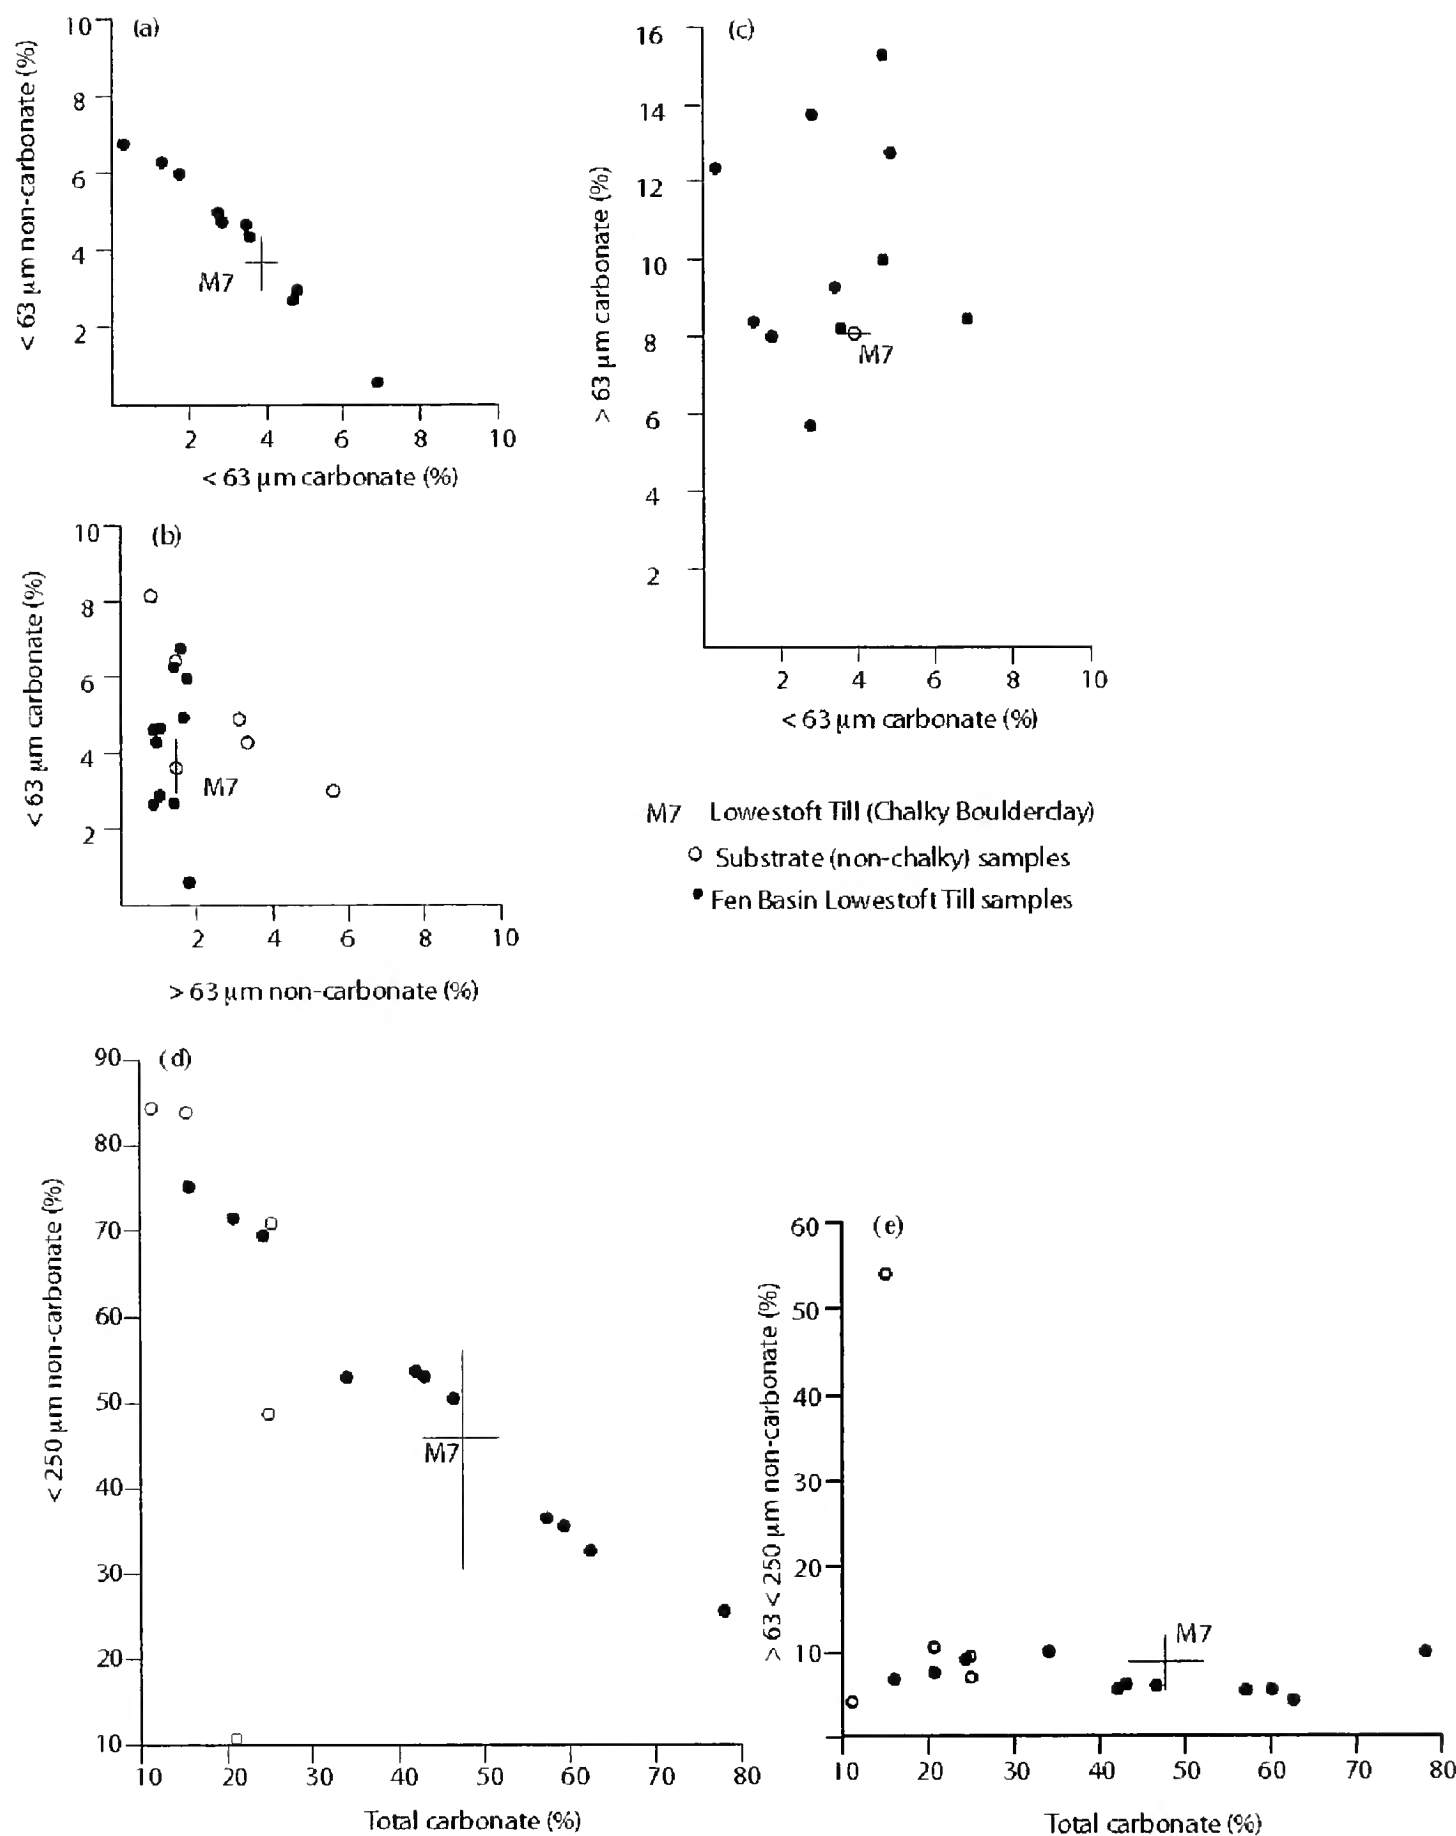 (a)
10
8
6
4
2
< 63 µm non-carbonate (%)
M7
2 4 6 8 10
< 63 µm carbonate (%)
(c)
16
14
12
10
8
6
4
2
> 63 µm carbonate (%)
M7
2 4 6 8 10
< 63 µm carbonate (%)
(b)
10
8
6
4
2
< 63 µm carbonate (%)
M7
2 4 6 8 10
> 63 µm non-carbonate (%)
M7 Lowestoft Till (Chalky Boulderclay)
Substrate (non-chalky) samples
Fen Basin Lowestoft Till samples
(d)
90
80
70
60
50
40
30
20
10
< 250 µm non-carbonate (%)
M7
10 20 30 40 50 60 70 80
Total carbonate (%)
(e)
60
50
40
30
20
10
> 63 < 250 µm non-carbonate (%)
M7
10 20 30 40 50 60 70 80
Total carbonate (%)